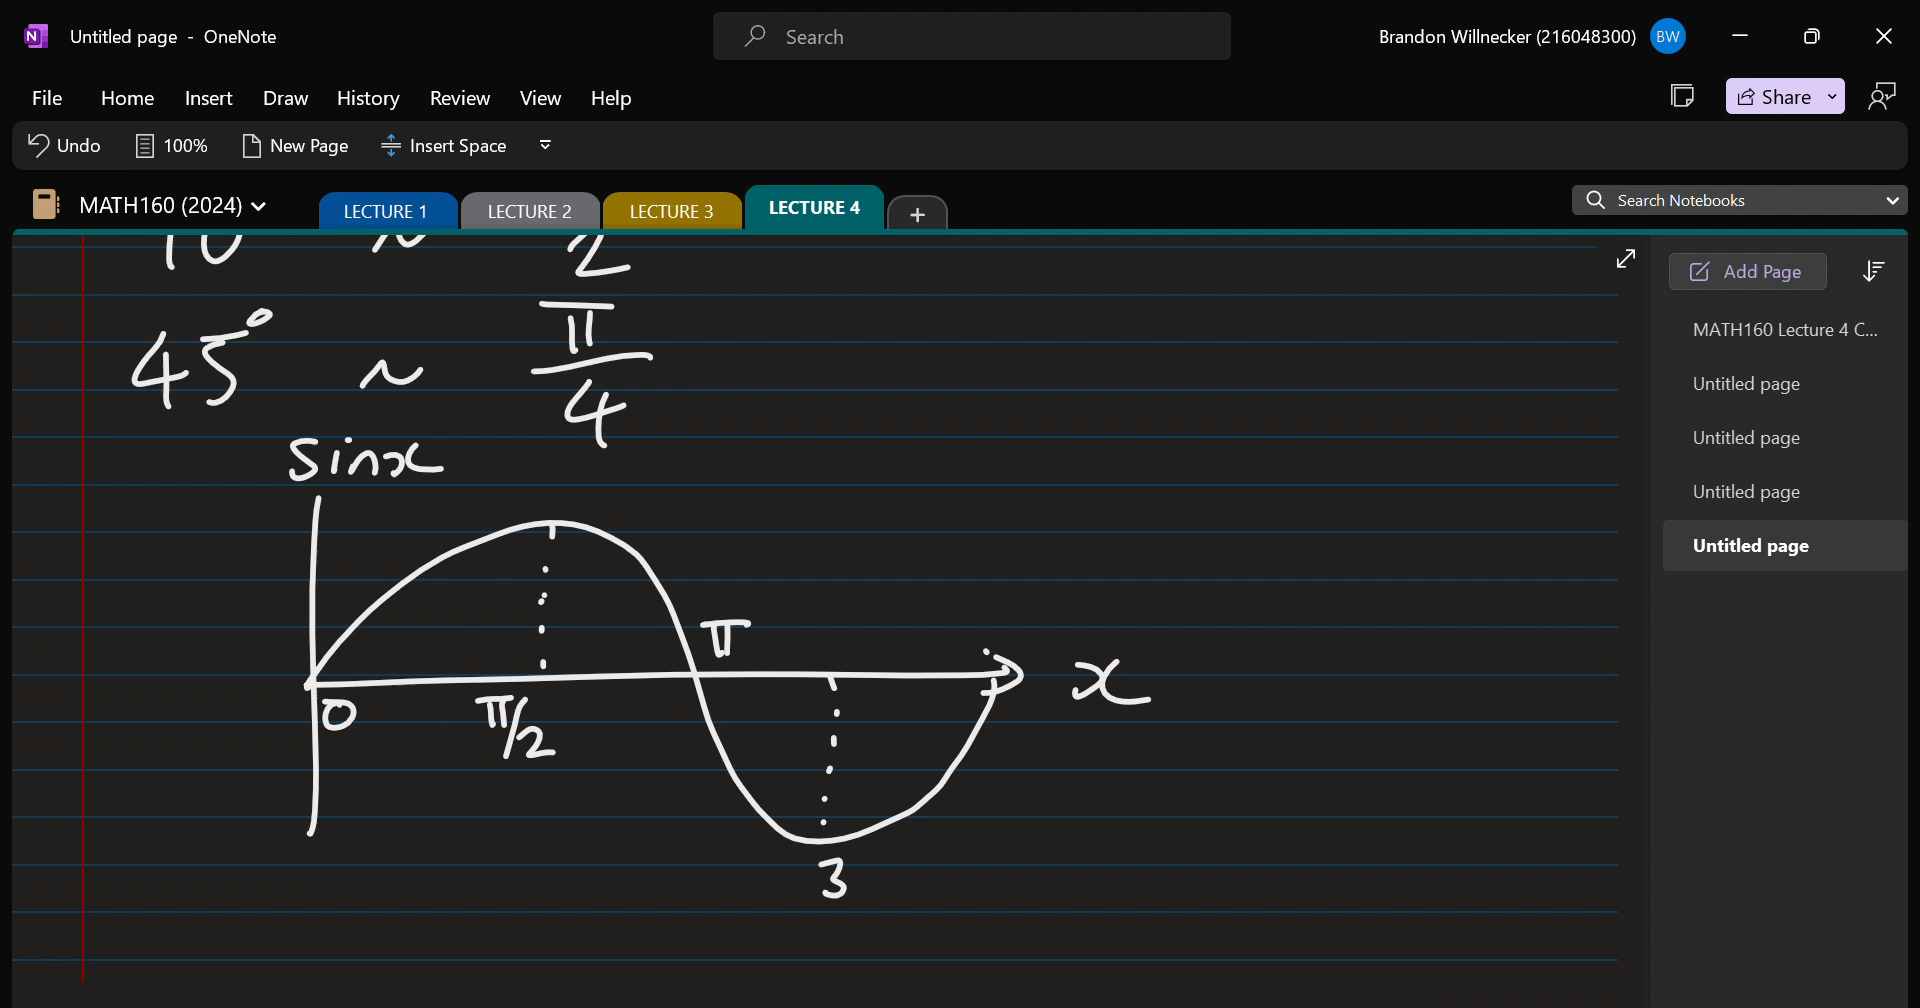 Untitled page - OneNote
Search
Brandon Willnecker (216048300) BW
File Home Insert Draw History Review View Help
Share
Undo 100% New Page Insert Space
MATH160 (2024)
LECTURE 1 LECTURE 2 LECTURE 3 LECTURE 4 +
Search Notebooks
Add Page
MATH160 Lecture 4 C...
Untitled page
Untitled page
Untitled page
Untitled page
~ 2
45° ~ π/4
sinx
π
x
0
π/2
3